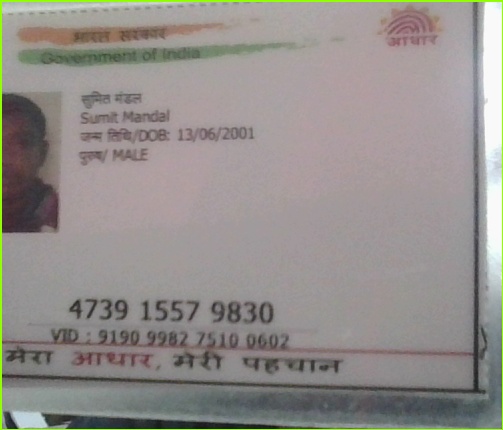 भारत सरकार
Government of India
आधार
सुमित मंडल
Sumit Mandal
जन्म तिथि/DOB: 13/06/2001
पुरुष/ MALE
4739 1557 9830
VID : 9190 9982 7510 0602
मेरा आधार, मेरी पहचान